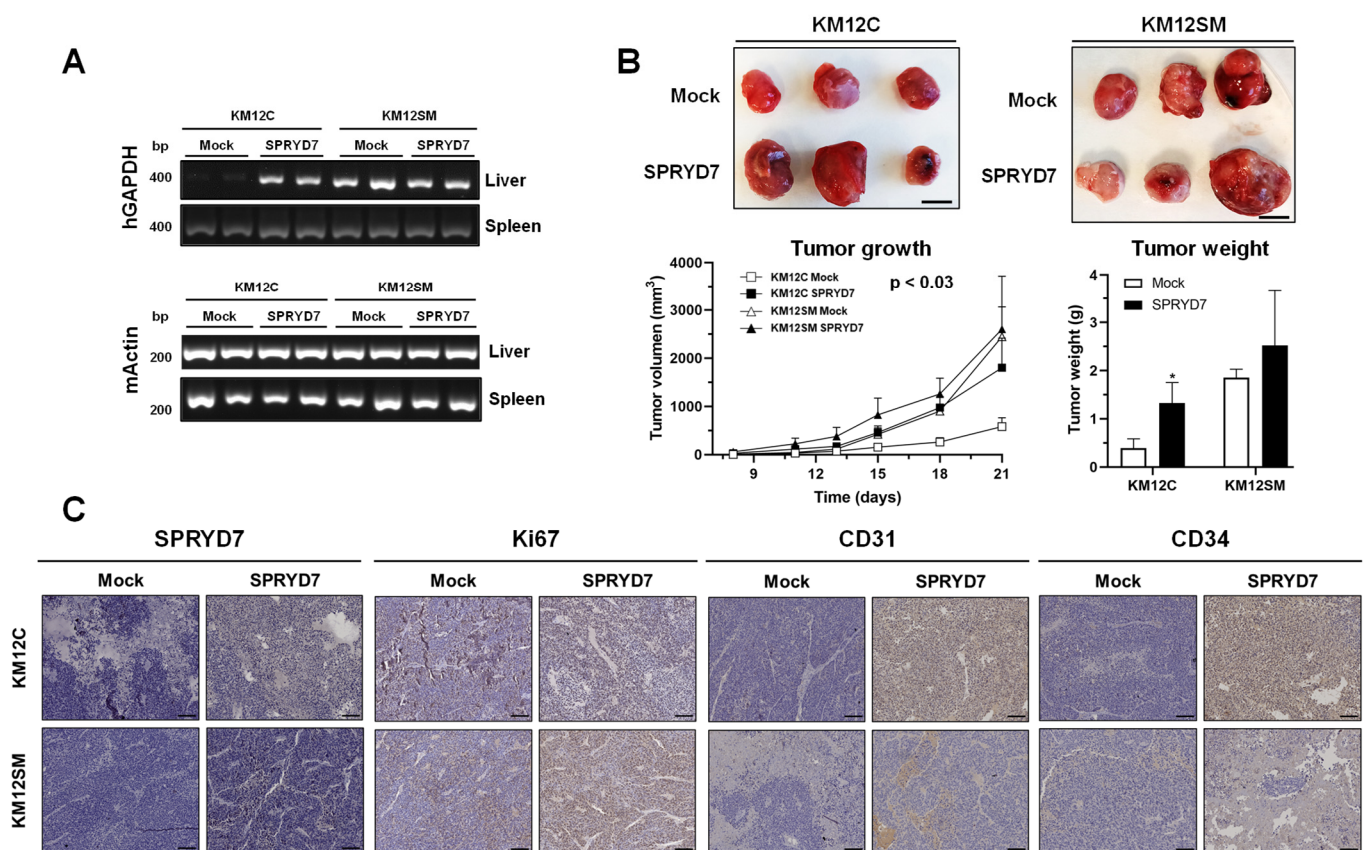 A
KM12C KM12SM
bp Mock SPRYD7 Mock SPRYD7
hGAPDH
400 Liver
400 Spleen
KM12C KM12SM
bp Mock SPRYD7 Mock SPRYD7
mActin
200 Liver
200 Spleen
B
KM12C KM12SM
Mock Mock
SPRYD7 SPRYD7
Tumor growth
Tumor volumen (mm³)
4000
3000
2000
1000
0
KM12C Mock
KM12C SPRYD7
KM12SM Mock
KM12SM SPRYD7
p < 0.03
9 12 15 18 21
Time (days)
Tumor weight
Tumor weight (g)
4
3
2
1
0
Mock
SPRYD7
*
KM12C KM12SM
C
SPRYD7 Ki67 CD31 CD34
Mock SPRYD7 Mock SPRYD7 Mock SPRYD7 Mock SPRYD7
KM12C
KM12SM